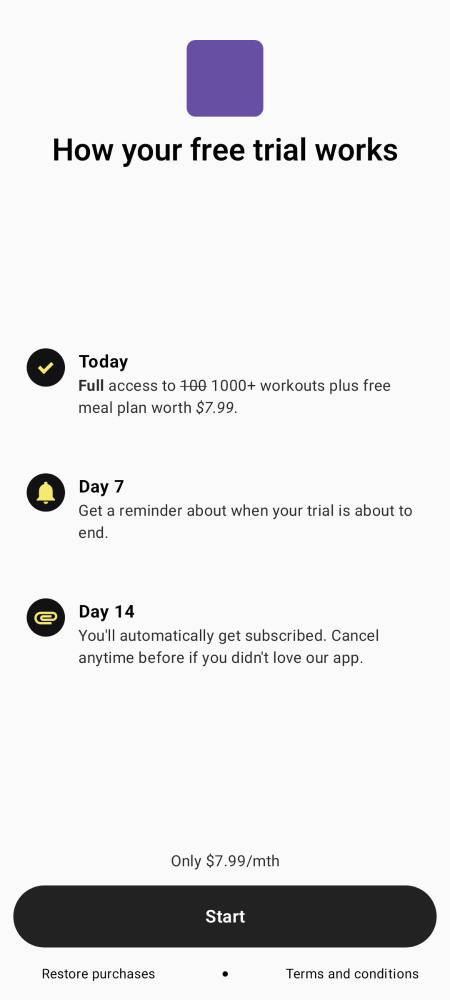 How your free trial works
Today
Full access to 100 1000+ workouts plus free
meal plan worth $7.99.
Day 7
Get a reminder about when your trial is about to
end.
Day 14
You'll automatically get subscribed. Cancel
anytime before if you didn't love our app.
Only $7.99/mth
Start
Restore purchases • Terms and conditions